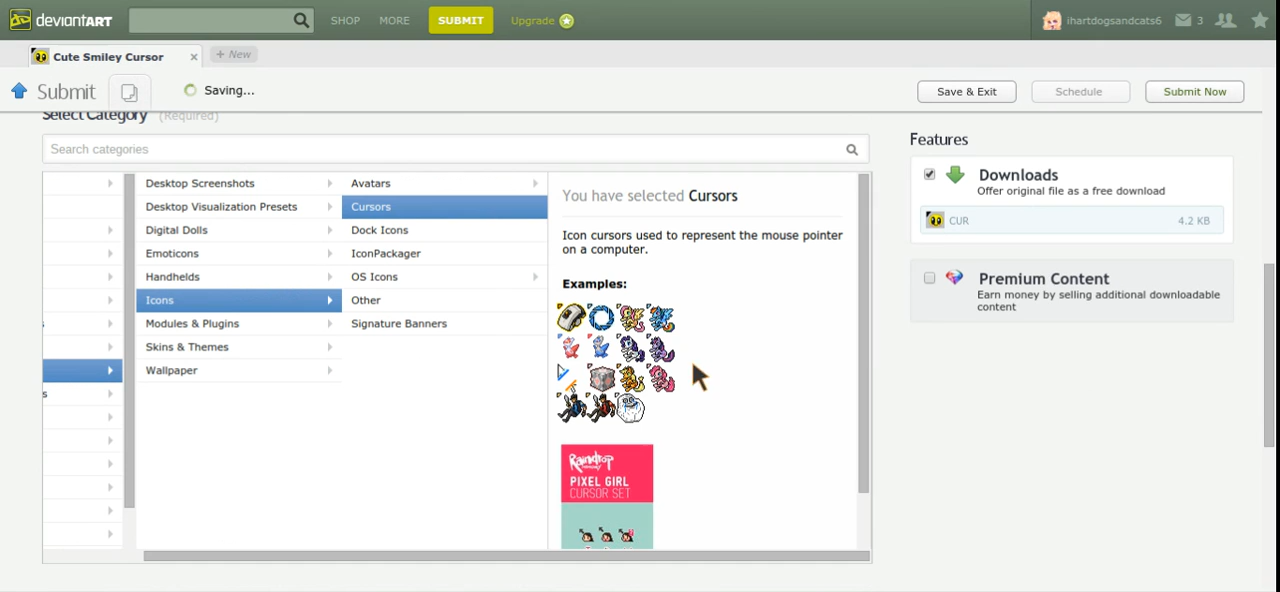 deviantART SHOP MORE SUBMIT Upgrade ihartdogsandcats6 3
Cute Smiley Cursor × + New
Submit Saving... Save & Exit Schedule Submit Now
Select Category (Required)
Search categories
Desktop Screenshots
Desktop Visualization Presets
Digital Dolls
Emoticons
Handhelds
Icons
Modules & Plugins
Skins & Themes
Wallpaper
s
Avatars
Cursors
Dock Icons
IconPackager
OS Icons
Other
Signature Banners
You have selected Cursors
Icon cursors used to represent the mouse pointer
on a computer.
Examples:
Raindrop
PIXEL GIRL
CURSOR SET
Features
Downloads
Offer original file as a free download
CUR 4.2 KB
Premium Content
Earn money by selling additional downloadable
content